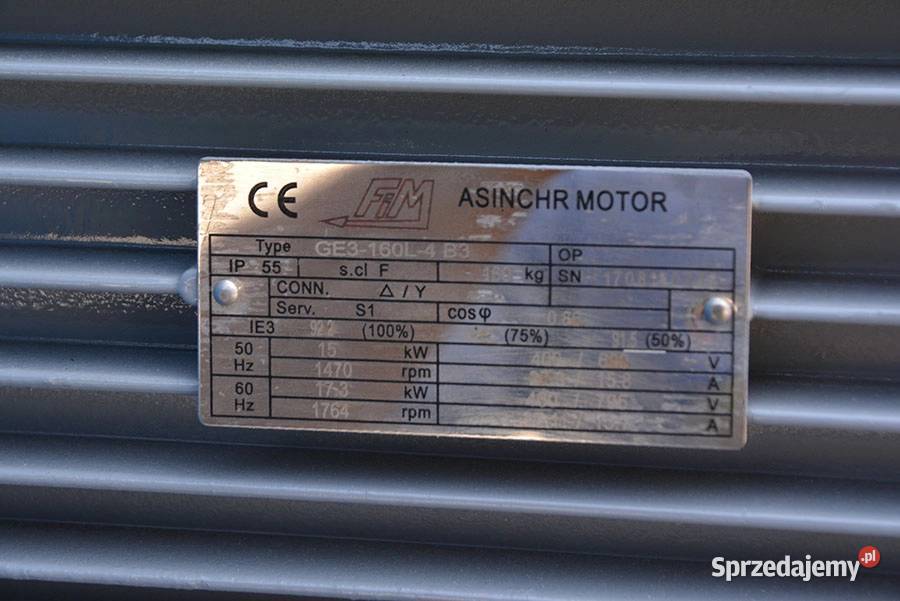 CE FIM ASINCHR MOTOR
Type GE3-160L-4 B3 OP
IP 55 s.cl F kg SN
CONN. Δ / Y
Serv. S1 cosφ
IE3 (100%) (75%) (50%)
50 Hz 15 kW V
1470 rpm A
60 Hz 17.3 kW V
1764 rpm A
Sprzedajemy.pl